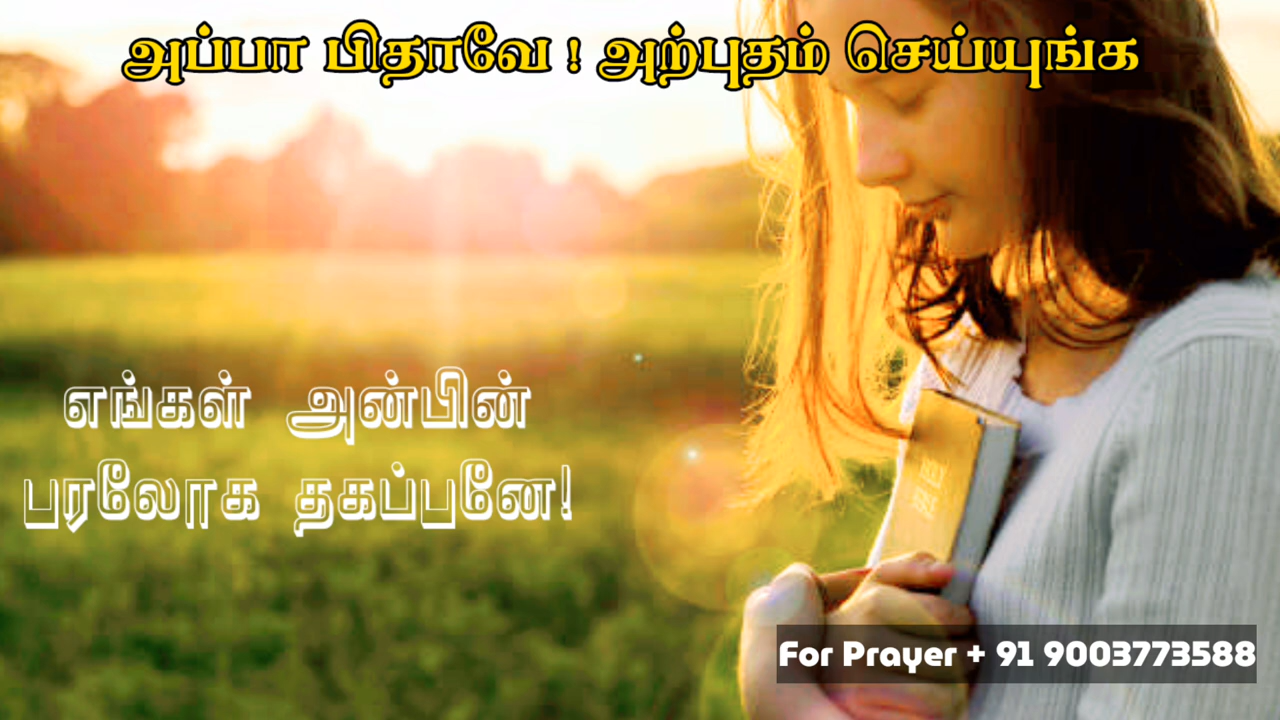 அப்பா பிதாவே ! அற்புதம் செய்யுங்க
எங்கள் அன்பின்
பரலோக தகப்பனே!
For Prayer + 91 9003773588